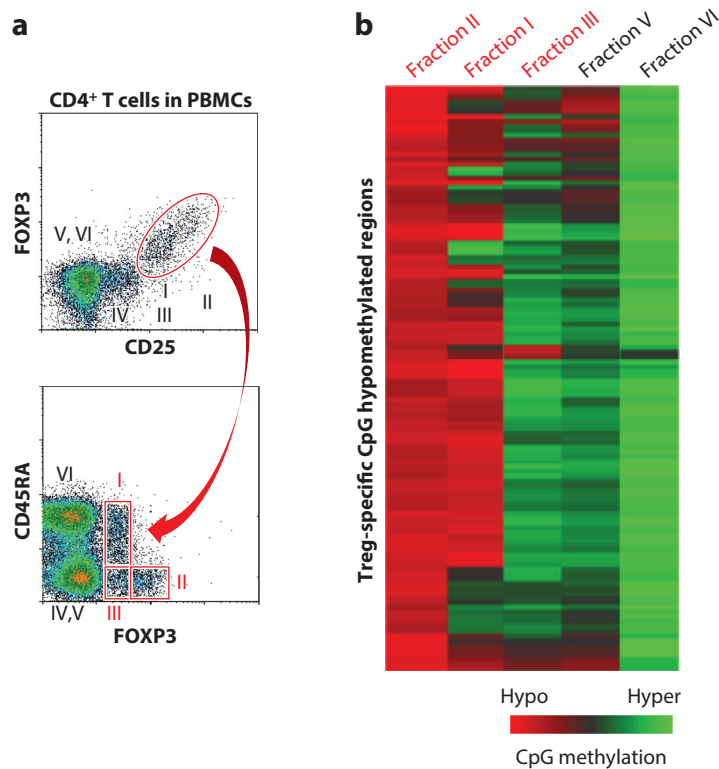 a
CD4⁺ T cells in PBMCs
FOXP3
V, VI
I
II
IV
III
CD25
CD45RA
VI
I
II
IV,V
III
FOXP3
b
Fraction II
Fraction I
Fraction III
Fraction V
Fraction VI
Treg-specific CpG hypomethylated regions
Hypo
Hyper
CpG methylation